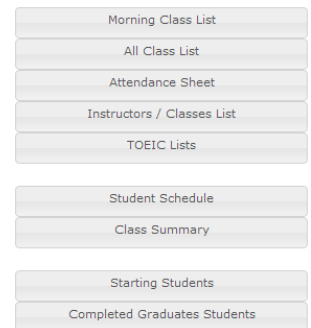 Morning Class List
All Class List
Attendance Sheet
Instructors / Classes List
TOEIC Lists
Student Schedule
Class Summary
Starting Students
Completed Graduates Students